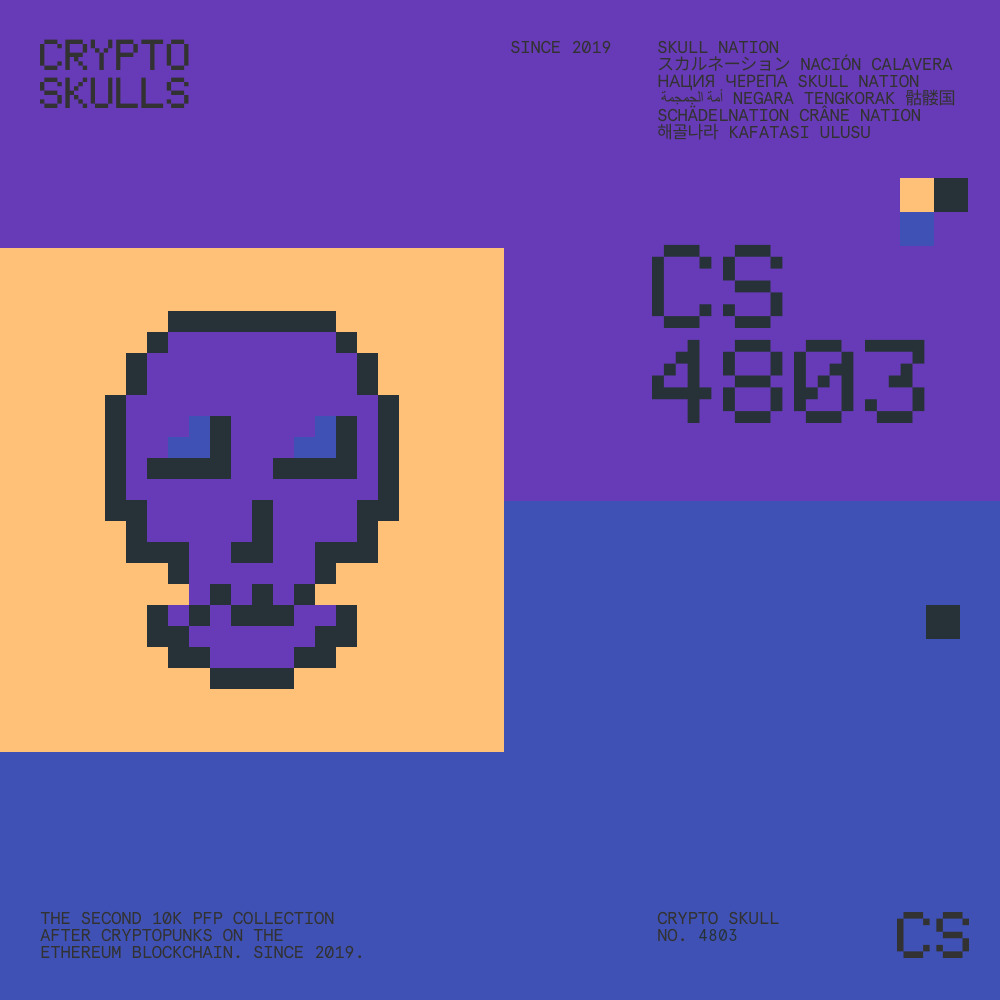 CRYPTO
SKULLS
SINCE 2019
SKULL NATION
スカルネーション NACIÓN CALAVERA
НАЦИЯ ЧЕРЕПА SKULL NATION
أمة الجمجمة NEGARA TENGKORAK 骷髅国
SCHÄDELNATION CRÂNE NATION
해골나라 KAFATASI ULUSU
CS
4803
THE SECOND 10K PFP COLLECTION
AFTER CRYPTOPUNKS ON THE
ETHEREUM BLOCKCHAIN. SINCE 2019.
CRYPTO SKULL
NO. 4803
CS